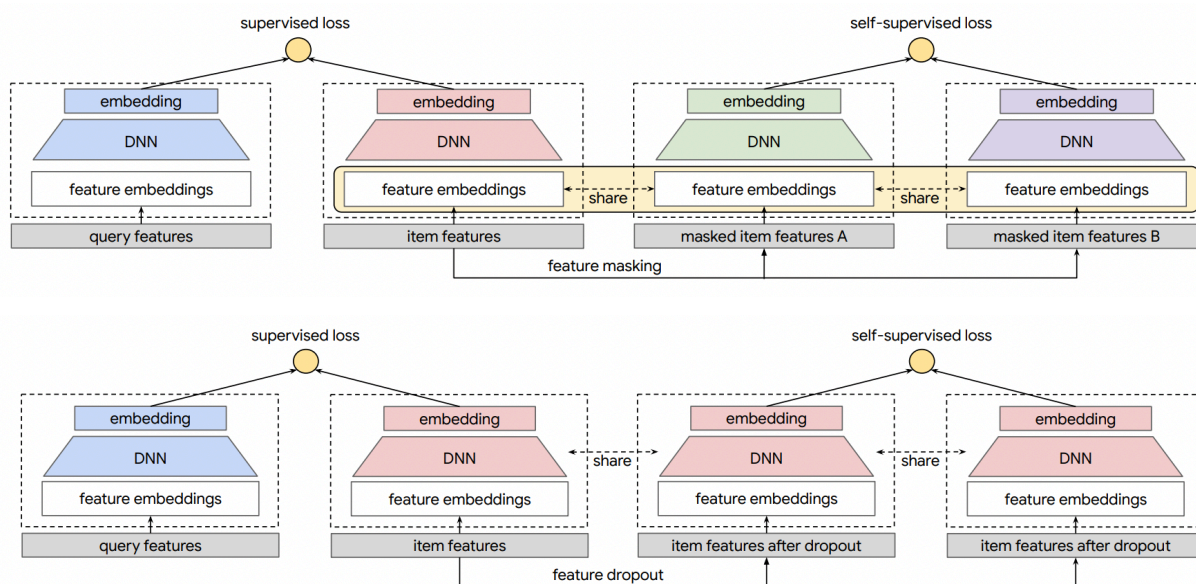 supervised loss
self-supervised loss
embedding
embedding
embedding
embedding
DNN
DNN
DNN
DNN
feature embeddings
feature embeddings
share
feature embeddings
share
feature embeddings
query features
item features
masked item features A
masked item features B
feature masking
supervised loss
self-supervised loss
embedding
embedding
embedding
embedding
DNN
DNN
share
DNN
share
DNN
feature embeddings
feature embeddings
feature embeddings
feature embeddings
query features
item features
item features after dropout
item features after dropout
feature dropout